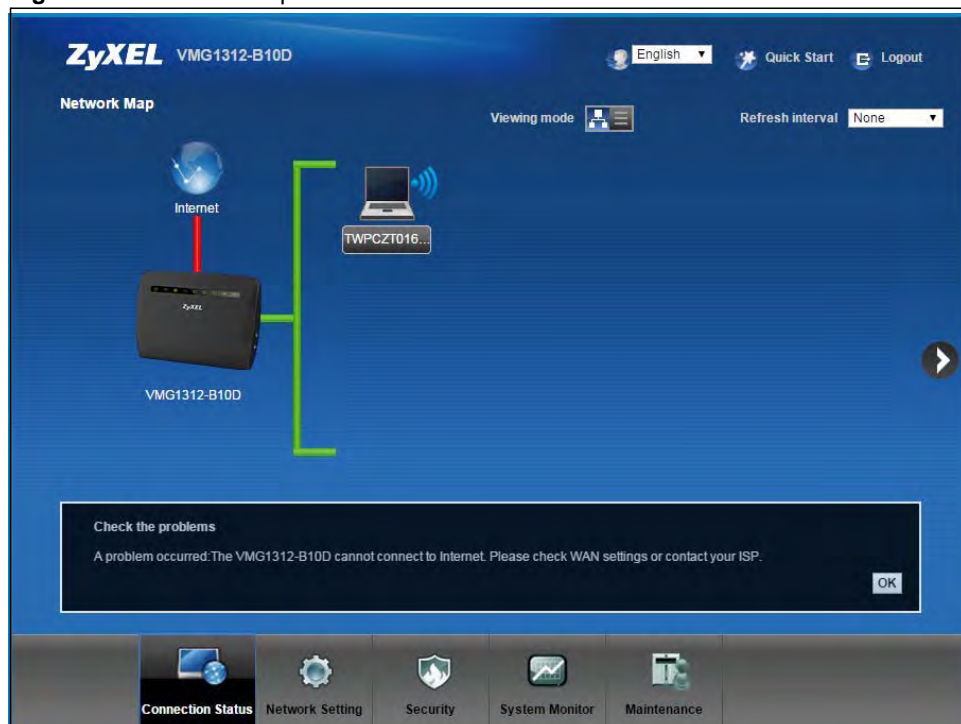 ZyXEL VMG1312-B10D English Quick Start Logout
Network Map
Viewing mode Refresh interval None
Internet
TWPCZT016...
ZyXEL
VMG1312-B10D
Check the problems
A problem occurred:The VMG1312-B10D cannot connect to Internet. Please check WAN settings or contact your ISP.
OK
Connection Status Network Setting Security System Monitor Maintenance